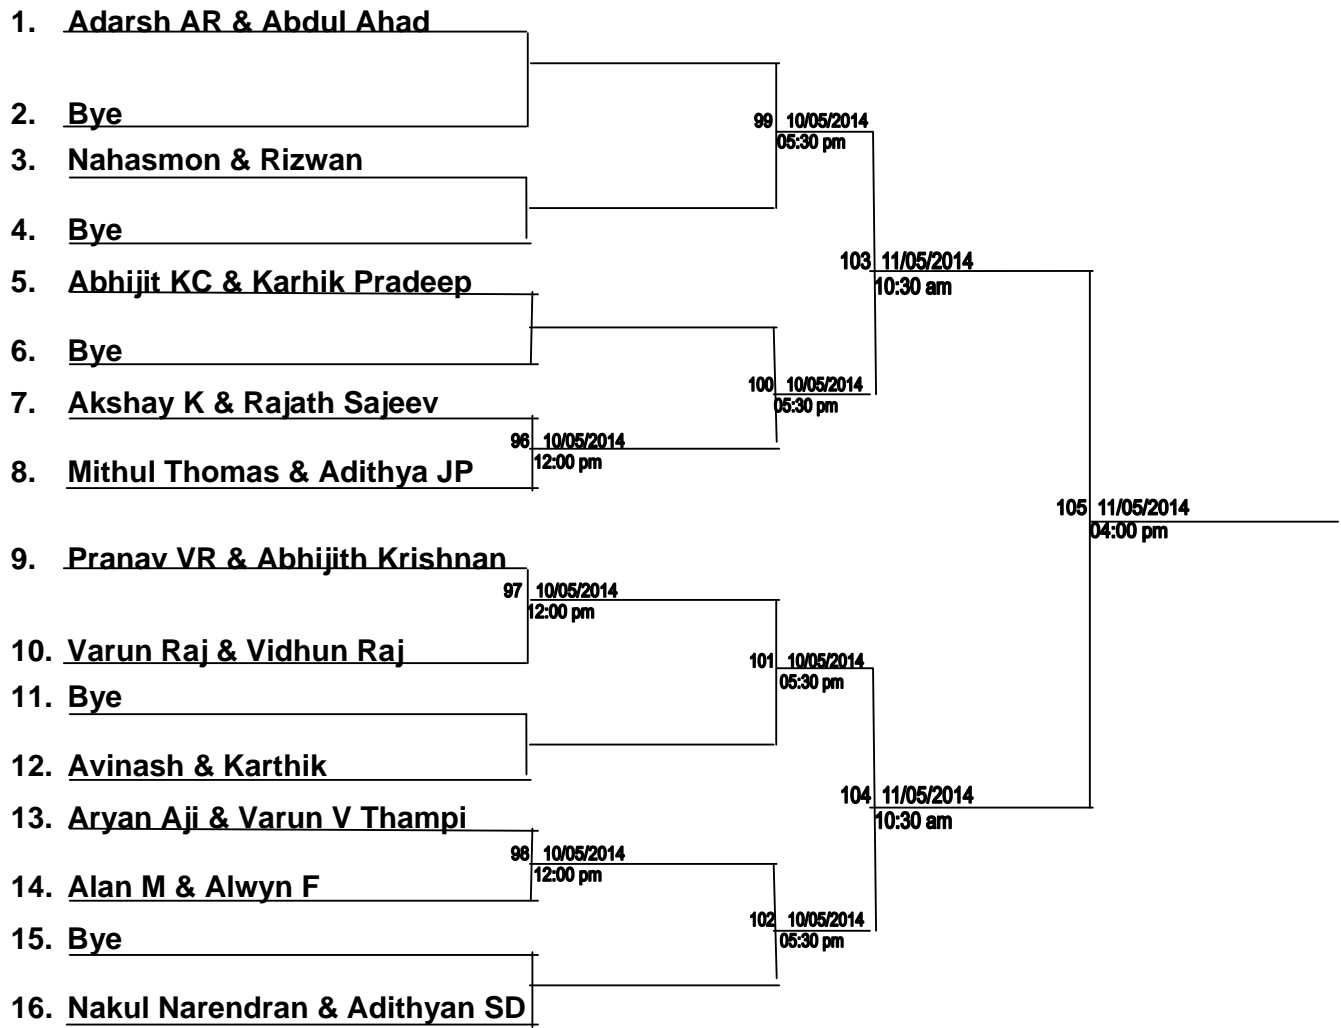 1. Adarsh AR & Abdul Ahad
2. Bye
99 10/05/2014
05:30 pm
3. Nahasmon & Rizwan
4. Bye
103 11/05/2014
10:30 am
5. Abhijit KC & Karhik Pradeep
6. Bye
100 10/05/2014
05:30 pm
7. Akshay K & Rajath Sajeev
96 10/05/2014
12:00 pm
8. Mithul Thomas & Adithya JP
105 11/05/2014
04:00 pm
9. Pranav VR & Abhijith Krishnan
97 10/05/2014
12:00 pm
10. Varun Raj & Vidhun Raj
101 10/05/2014
05:30 pm
11. Bye
12. Avinash & Karthik
104 11/05/2014
10:30 am
13. Aryan Aji & Varun V Thampi
98 10/05/2014
12:00 pm
14. Alan M & Alwyn F
102 10/05/2014
05:30 pm
15. Bye
16. Nakul Narendran & Adithyan SD